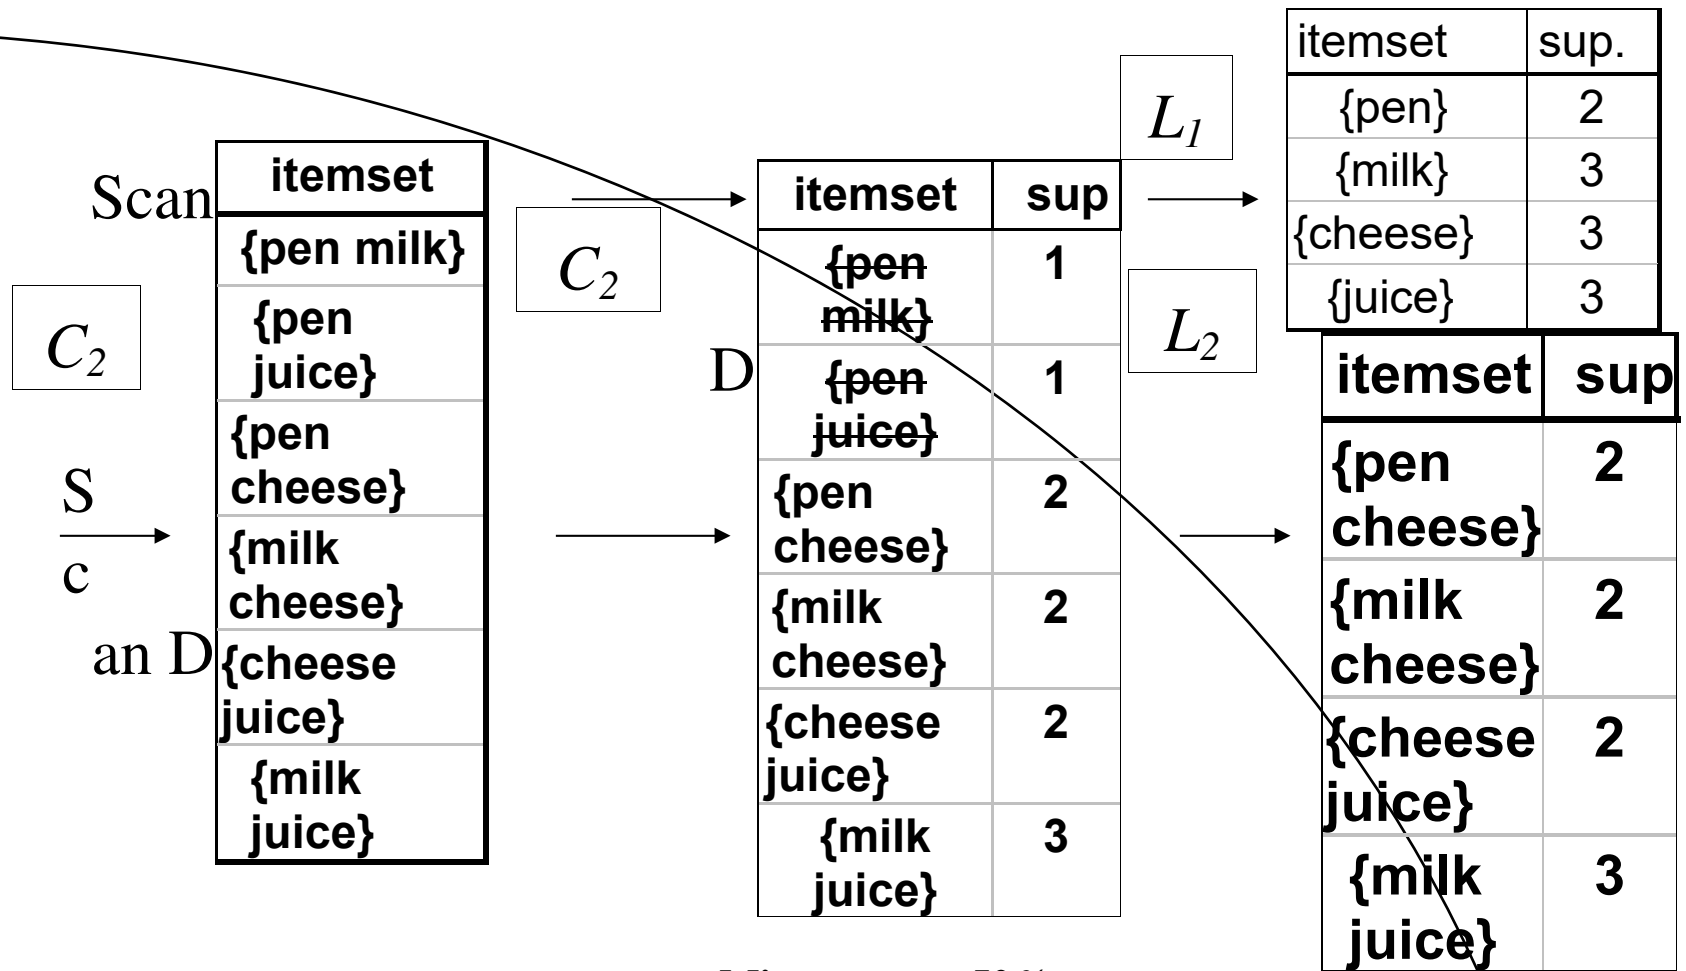 Scan
C2
S
c
an D
itemset
{pen milk}
{pen
juice}
{pen
cheese}
{milk
cheese}
{cheese
juice}
{milk
juice}
C2
D
itemset sup
{pen
milk} 1
{pen
juice} 1
{pen
cheese} 2
{milk
cheese} 2
{cheese
juice} 2
{milk
juice} 3
L1
L2
itemset sup.
{pen} 2
{milk} 3
{cheese} 3
{juice} 3
itemset sup
{pen
cheese} 2
{milk
cheese} 2
{cheese
juice} 2
{milk
juice} 3